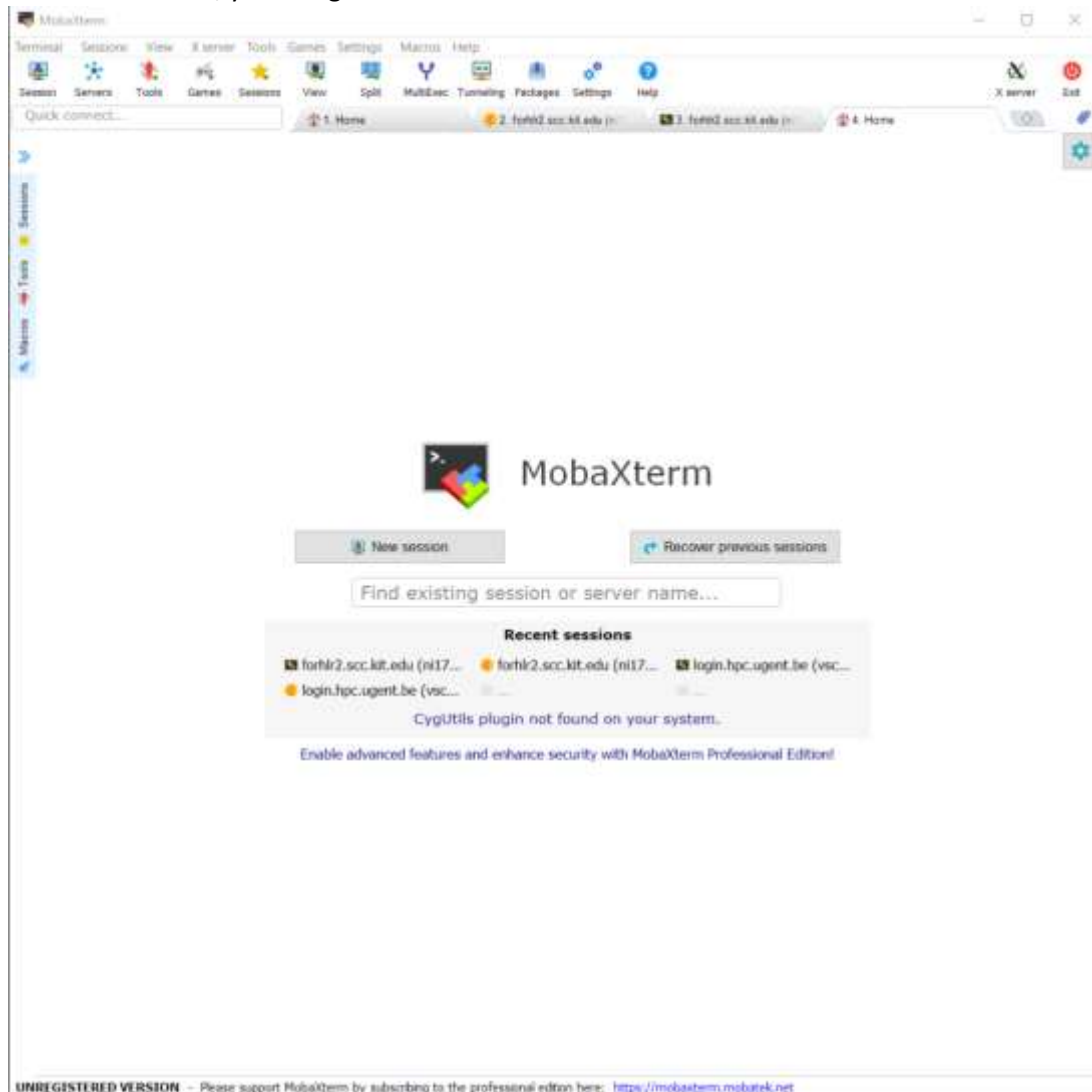 MobaXterm
Terminal Sessions View X server Tools Games Settings Macros Help
Session Servers Tools Games Sessions View Split MultiExec Tunneling Packages Settings Help X server Exit
Quick connect... 1. Home 2. forhlr2.scc.kit.edu (ni 3. forhlr2.scc.kit.edu (ni 4. Home
Sessions
Tools
Macros
MobaXterm
New session Recover previous sessions
Find existing session or server name...
Recent sessions
forhlr2.scc.kit.edu (ni17... forhlr2.scc.kit.edu (ni17... login.hpc.ugent.be (vsc...
login.hpc.ugent.be (vsc... ... ...
CygUtils plugin not found on your system.
Enable advanced features and enhance security with MobaXterm Professional Edition!
UNREGISTERED VERSION - Please support MobaXterm by subscribing to the professional edition here: https://mobaxterm.mobatek.net